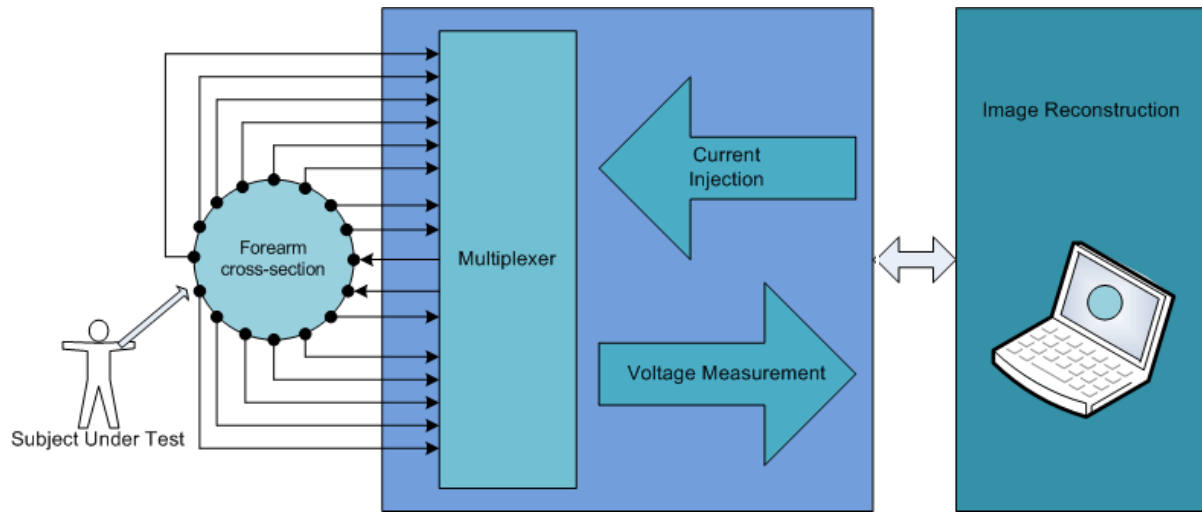 Forearm
cross-section
Subject Under Test
Multiplexer
Current
Injection
Voltage Measurement
Image Reconstruction